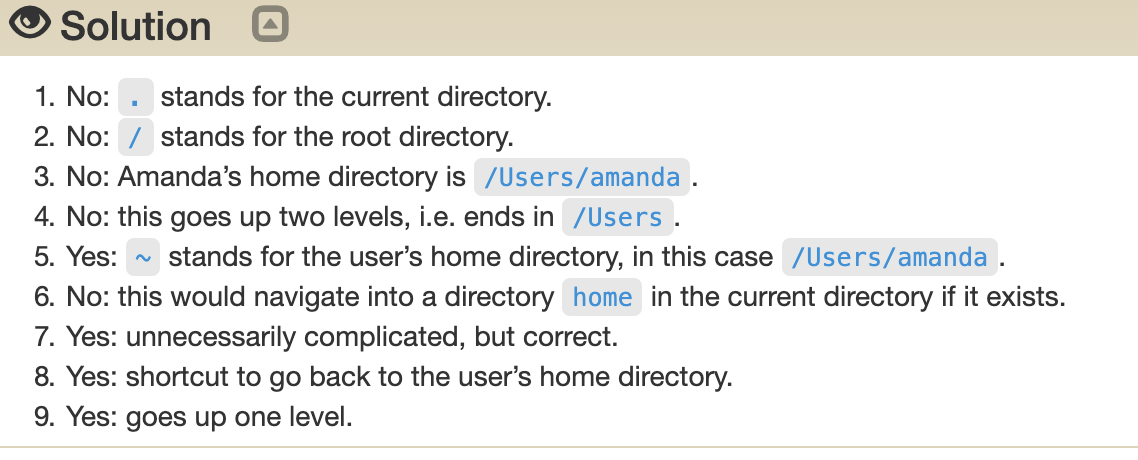 Solution
1. No: . stands for the current directory.
2. No: / stands for the root directory.
3. No: Amanda’s home directory is /Users/amanda.
4. No: this goes up two levels, i.e. ends in /Users.
5. Yes: ~ stands for the user’s home directory, in this case /Users/amanda.
6. No: this would navigate into a directory home in the current directory if it exists.
7. Yes: unnecessarily complicated, but correct.
8. Yes: shortcut to go back to the user’s home directory.
9. Yes: goes up one level.